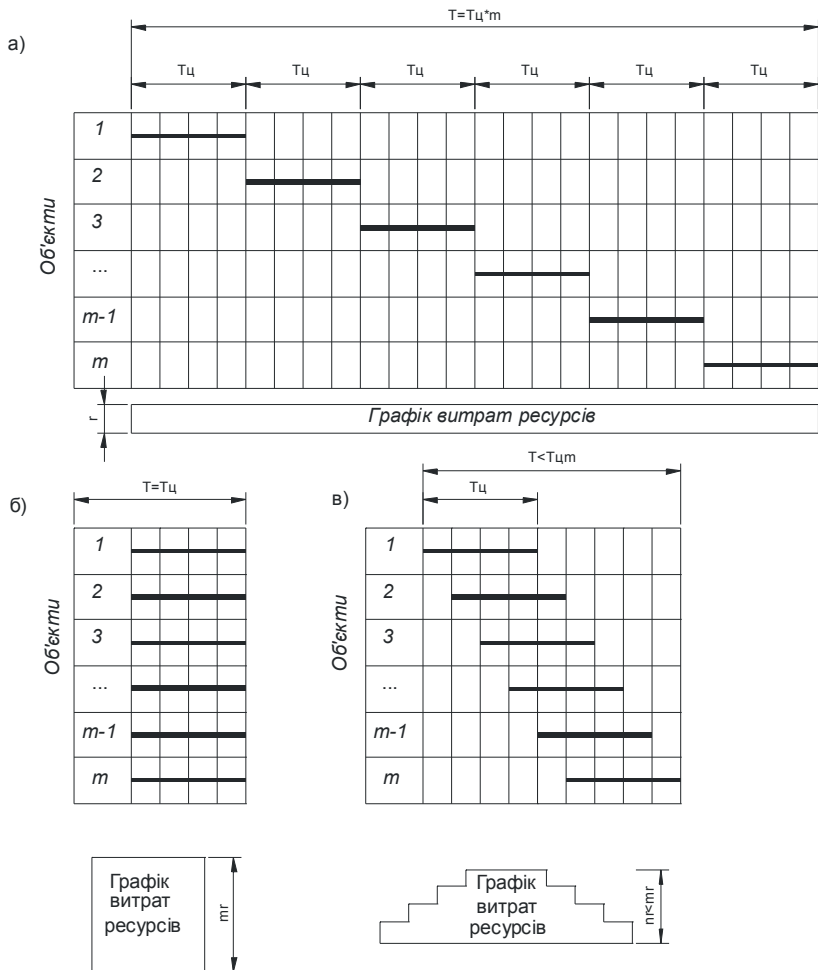 а)
T=Tц*m
Tц Tц Tц Tц Tц Tц
Об'єкти
1
2
3
...
m-1
m
r
Графік витрат ресурсів
б)
T=Tц
Об'єкти
1
2
3
...
m-1
m
Графік
витрат
ресурсів
mr
в)
T<Tцm
Tц
Об'єкти
1
2
3
...
m-1
m
Графік
витрат
ресурсів
nr<mr